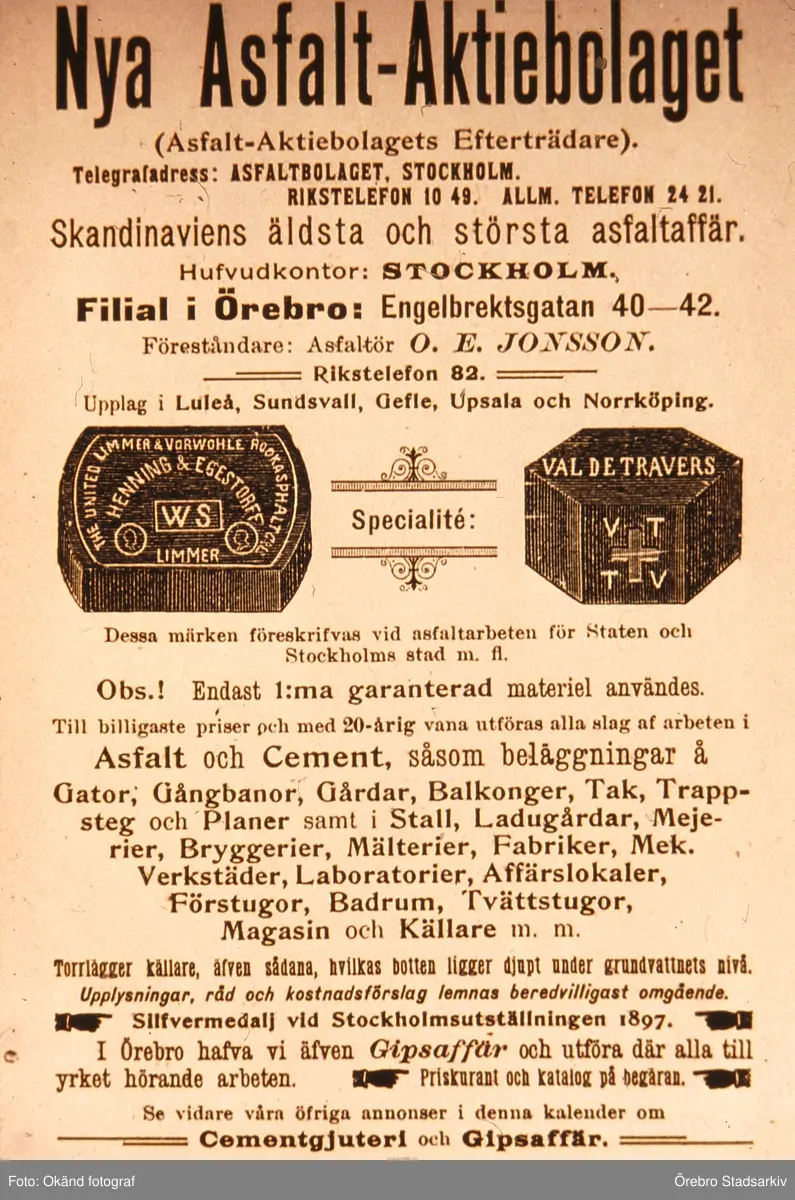 Nya Asfalt-Aktiebolaget
(Asfalt-Aktiebolagets Efterträdare).
Telegrafadress: ASFALTBOLAGET, STOCKHOLM.
RIKSTELEFON 10 49. ALLM. TELEFON 24 21.
Skandinaviens äldsta och största asfaltaffär.
Hufvudkontor: STOCKHOLM.
Filial i Örebro: Engelbrektsgatan 40—42.
Föreståndare: Asfaltör O. E. JONSSON.
Rikstelefon 82.
Upplag i Luleå, Sundsvall, Gefle, Upsala och Norrköping.
THE UNITED LIMMER & VORWOHLE ROCK ASPHALT Cº Lº
HENNING & EGESTORFF
WS
LIMMER
Specialité:
VAL DE TRAVERS
V T
T V
Dessa märken föreskrifvas vid asfaltarbeten för Staten och
Stockholms stad m. fl.
Obs.! Endast 1:ma garanterad materiel användes.
Till billigaste priser och med 20-årig vana utföras alla slag af arbeten i
Asfalt och Cement, såsom beläggningar å
Gator, Gångbanor, Gårdar, Balkonger, Tak, Trapp-
steg och Planer samt i Stall, Ladugårdar, Meje-
rier, Bryggerier, Mälterier, Fabriker, Mek.
Verkstäder, Laboratorier, Affärslokaler,
Förstugor, Badrum, Tvättstugor,
Magasin och Källare m. m.
Torrlägger källare, äfven sådana, hvilkas botten ligger djupt under grundvattnets nivå.
Upplysningar, råd och kostnadsförslag lemnas beredvilligast omgående.
Silfvermedalj vid Stockholmsutställningen 1897.
I Örebro hafva vi äfven Gipsaffär och utföra där alla till
yrket hörande arbeten. Priskurant och katalog på begäran.
Se vidare våra öfriga annonser i denna kalender om
Cementgjuteri och Gipsaffär.
Foto: Okänd fotograf
Örebro Stadsarkiv